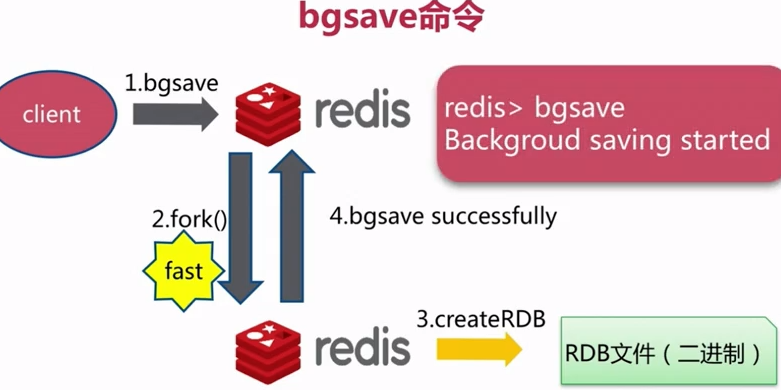 bgsave命令
client
1.bgsave
redis
redis> bgsave
Backgroud saving started
2.fork()
fast
4.bgsave successfully
redis
3.createRDB
RDB文件（二进制）